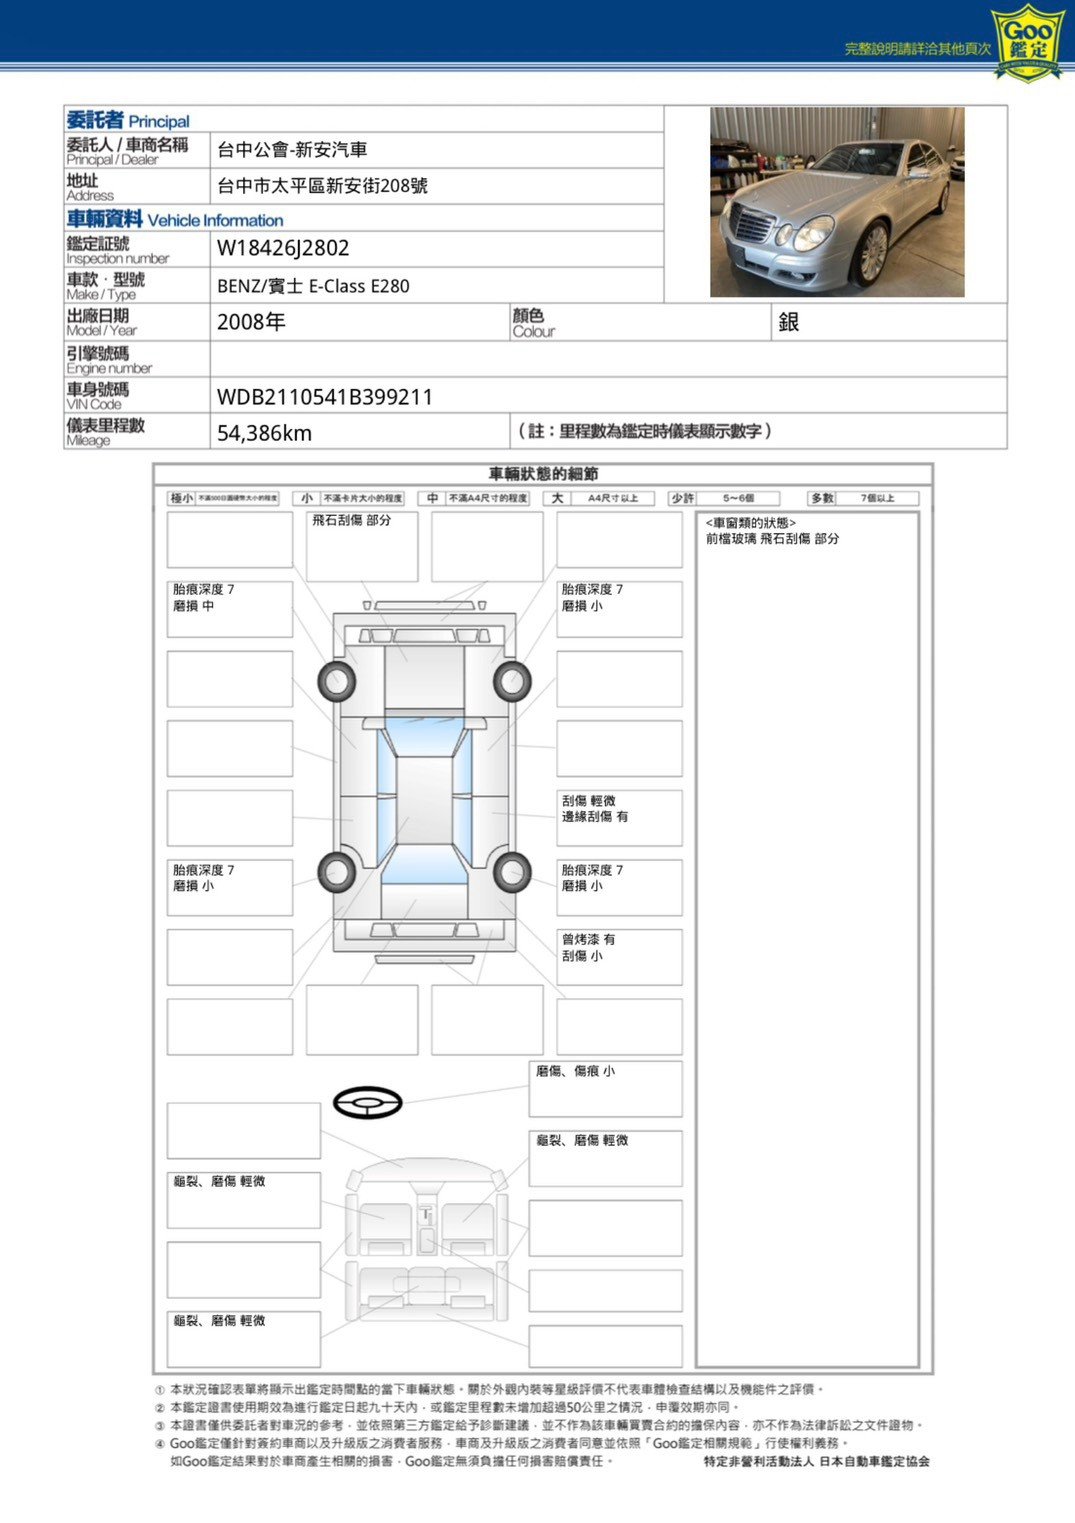 完整說明請詳洽其他頁次
Goo
鑑定
委託者 Principal
委託人 / 車商名稱
Principal / Dealer
台中公會-新安汽車
地址
Address
台中市太平區新安街208號
車輛資料 Vehicle Information
鑑定証號
Inspection number
W18426J2802
車款．型號
Make / Type
BENZ/賓士 E-Class E280
出廠日期
Model / Year
2008年
顏色
Colour
銀
引擎號碼
Engine number
車身號碼
VIN Code
WDB2110541B399211
儀表里程數
Mileage
54,386km
（註：里程數為鑑定時儀表顯示數字）
車輛狀態的細節
極小 不滿500日圓硬幣大小的程度 小 不滿卡片大小的程度 中 不滿A4尺寸的程度 大 A4尺寸以上 少許 5～6個 多數 7個以上
飛石刮傷 部分
<車窗類的狀態>
前檔玻璃 飛石刮傷 部分
胎痕深度 7
磨損 中
胎痕深度 7
磨損 小
刮傷 輕微
邊緣刮傷 有
胎痕深度 7
磨損 小
胎痕深度 7
磨損 小
曾烤漆 有
刮傷 小
磨傷、傷痕 小
龜裂、磨傷 輕微
龜裂、磨傷 輕微
龜裂、磨傷 輕微
① 本狀況確認表單將顯示出鑑定時間點的當下車輛狀態。關於外觀內裝等星級評價不代表車體檢查結構以及機能件之評價。
② 本鑑定證書使用期效為進行鑑定日起九十天內，或鑑定里程數未增加超過50公里之情況，申覆效期亦同。
③ 本證書僅供委託者對車況的參考，並依照第三方鑑定給予診斷建議，並不作為該車輛買賣合約的擔保內容，亦不作為法律訴訟之文件證物。
④ Goo鑑定僅針對簽約車商以及升級版之消費者服務，車商及升級版之消費者同意並依照「Goo鑑定相關規範」行使權利義務。
如Goo鑑定結果對於車商產生相關的損害，Goo鑑定無須負擔任何損害賠償責任。
特定非營利活動法人 日本自動車鑑定協会